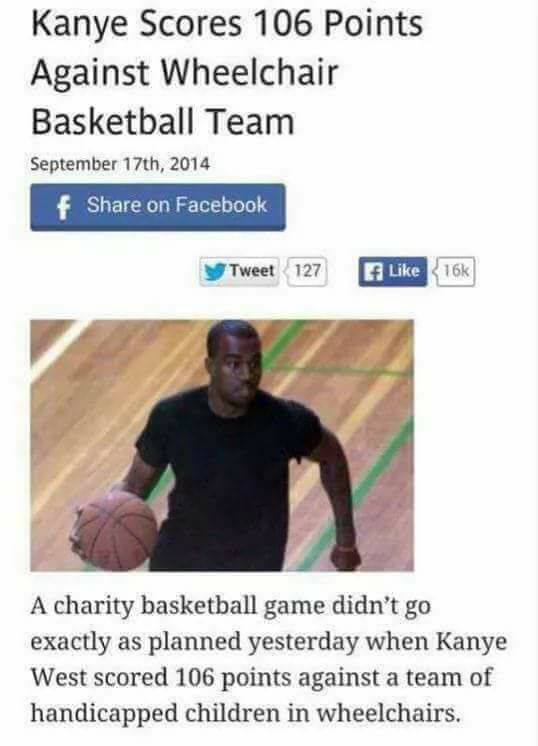 Kanye Scores 106 Points
Against Wheelchair
Basketball Team
September 17th, 2014
f Share on Facebook
Tweet 127 f Like 16k
A charity basketball game didn’t go
exactly as planned yesterday when Kanye
West scored 106 points against a team of
handicapped children in wheelchairs.